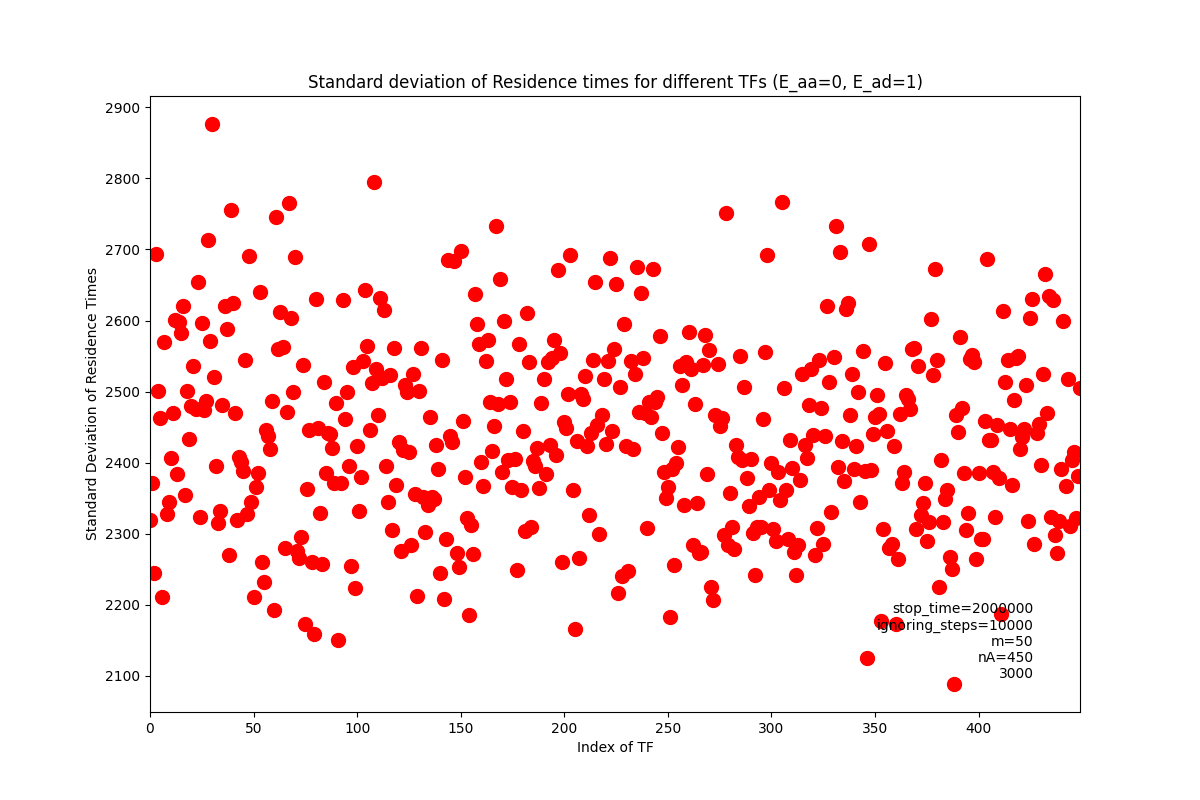 Standard deviation of Residence times for different TFs (E_aa=0, E_ad=1)
Standard Deviation of Residence Times
2900
2800
2700
2600
2500
2400
2300
2200
2100
stop_time=2000000
ignoring_steps=10000
m=50
nA=450
3000
0 50 100 150 200 250 300 350 400
Index of TF